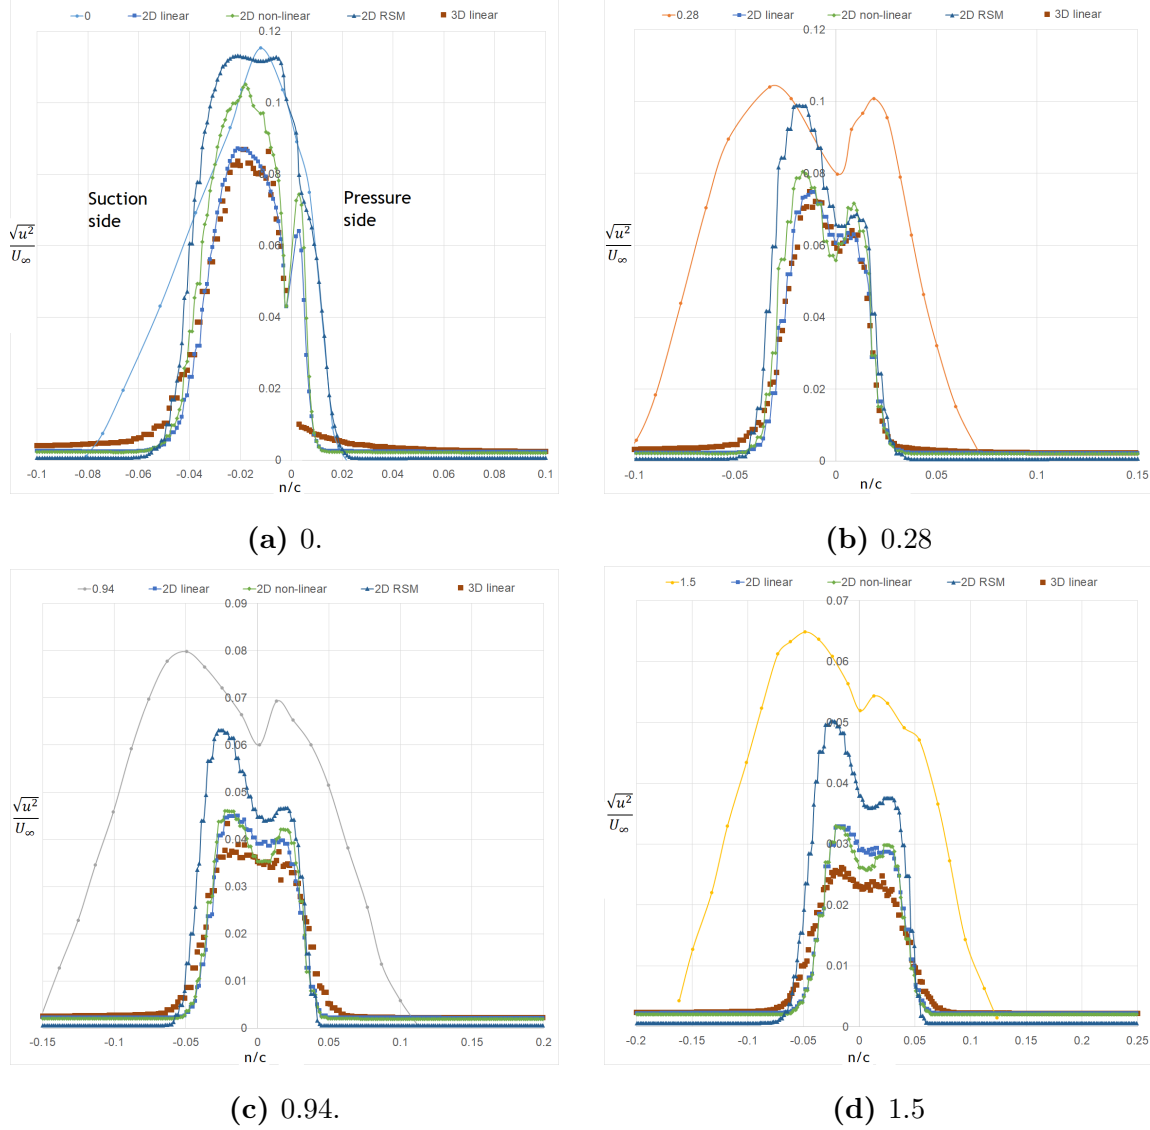 0 2D linear 2D non-linear 2D RSM 3D linear
0.12
0.1
0.08
0.06
0.04
0.02
0
-0.1 -0.08 -0.06 -0.04 -0.02 0 0.02 0.04 0.06 0.08 0.1
Suction side
Pressure side
√u² / U∞
n/c
(a) 0.
0.28 2D linear 2D non-linear 2D RSM 3D linear
0.12
0.1
0.08
0.06
0.04
0.02
0
-0.1 -0.05 0 0.05 0.1 0.15
√u² / U∞
n/c
(b) 0.28
0.94 2D linear 2D non-linear 2D RSM 3D linear
0.09
0.08
0.07
0.06
0.05
0.04
0.03
0.02
0.01
0
-0.15 -0.1 -0.05 0 0.05 0.1 0.15 0.2
√u² / U∞
n/c
(c) 0.94.
1.5 2D linear 2D non-linear 2D RSM 3D linear
0.07
0.06
0.05
0.04
0.03
0.02
0.01
0
-0.2 -0.15 -0.1 -0.05 0 0.05 0.1 0.15 0.2 0.25
√u² / U∞
n/c
(d) 1.5